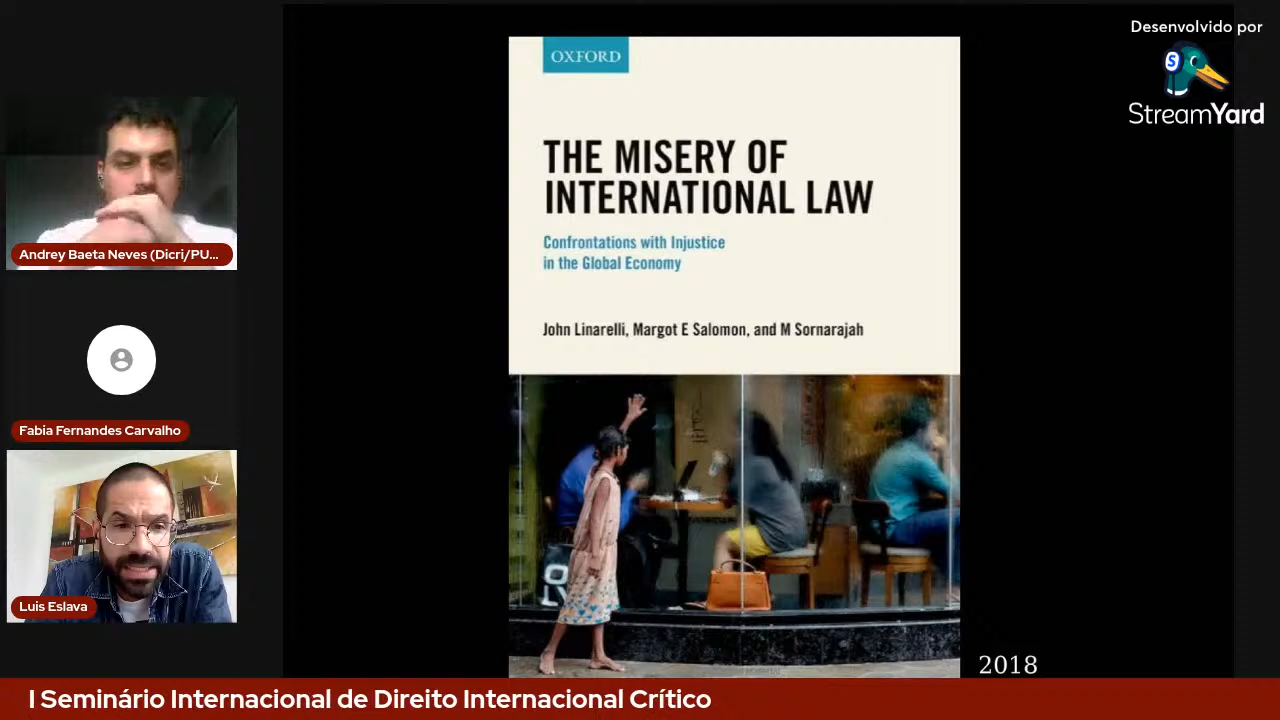 Desenvolvido por
StreamYard
OXFORD
THE MISERY OF
INTERNATIONAL LAW
Confrontations with Injustice
in the Global Economy
John Linarelli, Margot E Salomon, and M Sornarajah
2018
Andrey Baeta Neves (Dicri/PU...
Fabia Fernandes Carvalho
Luis Eslava
I Seminário Internacional de Direito Internacional Crítico